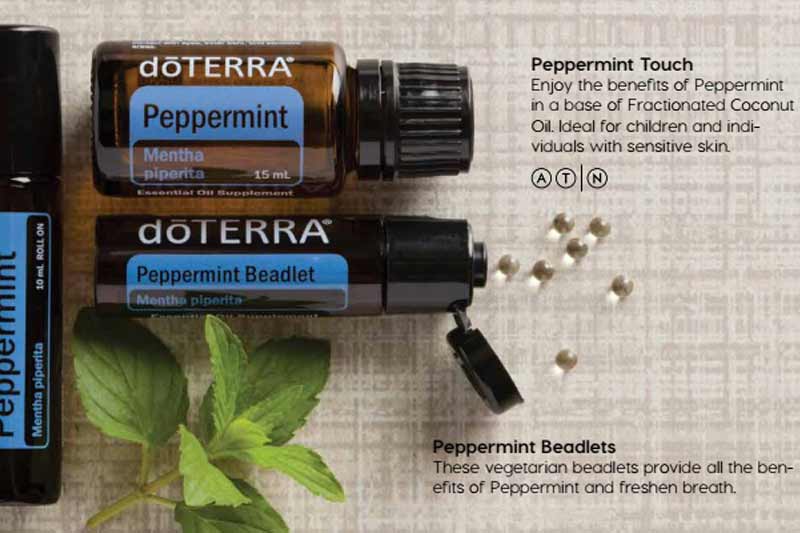 dōTERRA®
Peppermint
Mentha
piperita 15 mL
Essential Oil Supplement
dōTERRA®
Peppermint Beadlet
Mentha piperita
Essential Oil Supplement
Peppermint
10 mL ROLL ON
Mentha piperita
Peppermint Touch
Enjoy the benefits of Peppermint
in a base of Fractionated Coconut
Oil. Ideal for children and indi-
viduals with sensitive skin.
A T | N
Peppermint Beadlets
These vegetarian beadlets provide all the ben-
efits of Peppermint and freshen breath.